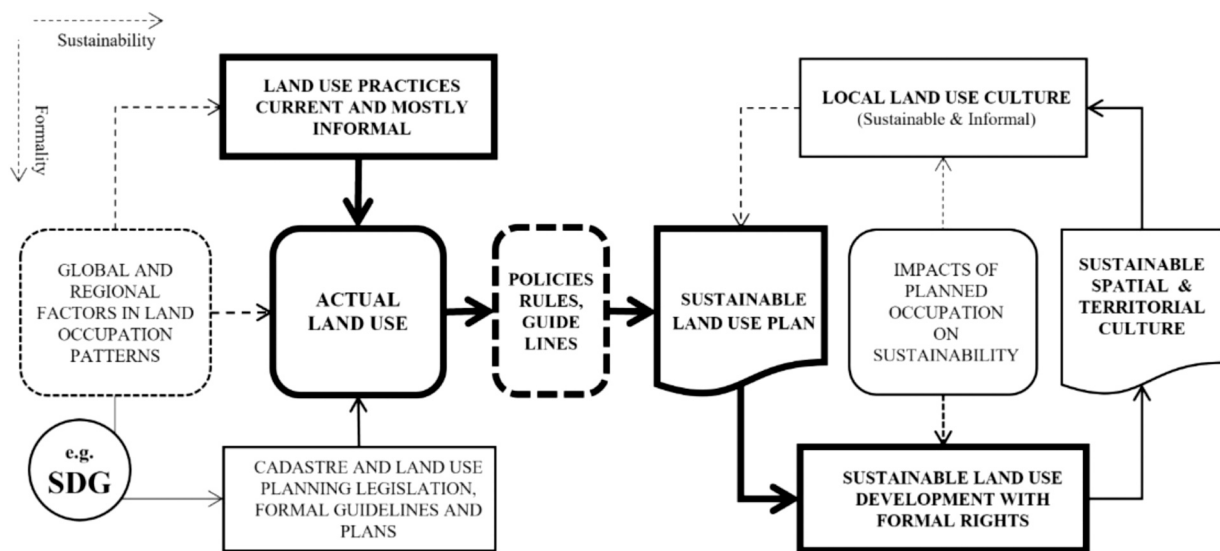 Sustainability
Formality
LAND USE PRACTICES
CURRENT AND MOSTLY
INFORMAL
LOCAL LAND USE CULTURE
(Sustainable & Informal)
GLOBAL AND
REGIONAL
FACTORS IN LAND
OCCUPATION
PATTERNS
ACTUAL
LAND USE
POLICIES
RULES,
GUIDE
LINES
SUSTAINABLE
LAND USE PLAN
IMPACTS OF
PLANNED
OCCUPATION
ON
SUSTAINABILITY
SUSTAINABLE
SPATIAL &
TERRITORIAL
CULTURE
e.g.
SDG
CADASTRE AND LAND USE
PLANNING LEGISLATION,
FORMAL GUIDELINES AND
PLANS
SUSTAINABLE LAND USE
DEVELOPMENT WITH
FORMAL RIGHTS